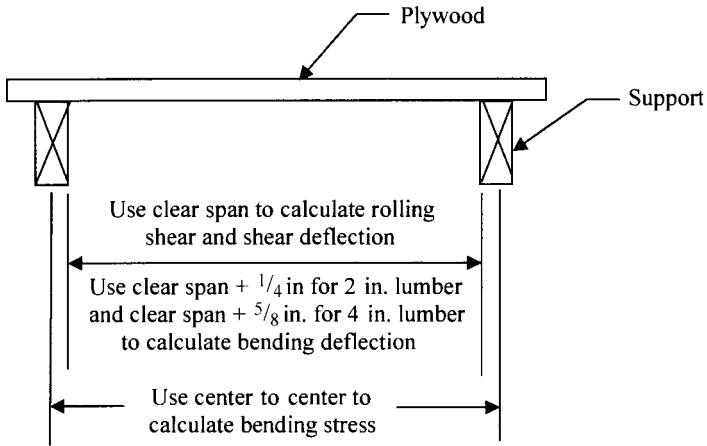 Plywood
Support
Use clear span to calculate rolling
shear and shear deflection
Use clear span + 1/4 in for 2 in. lumber
and clear span + 5/8 in. for 4 in. lumber
to calculate bending deflection
Use center to center to
calculate bending stress